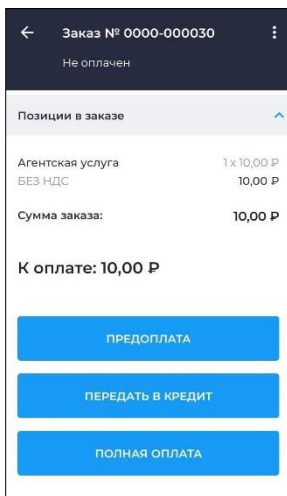 Заказ № 0000-000030
Не оплачен
Позиции в заказе
Агентская услуга 1 x 10,00 ₽
БЕЗ НДС 10,00 ₽
Сумма заказа: 10,00 ₽
К оплате: 10,00 ₽
ПРЕДОПЛАТА
ПЕРЕДАТЬ В КРЕДИТ
ПОЛНАЯ ОПЛАТА